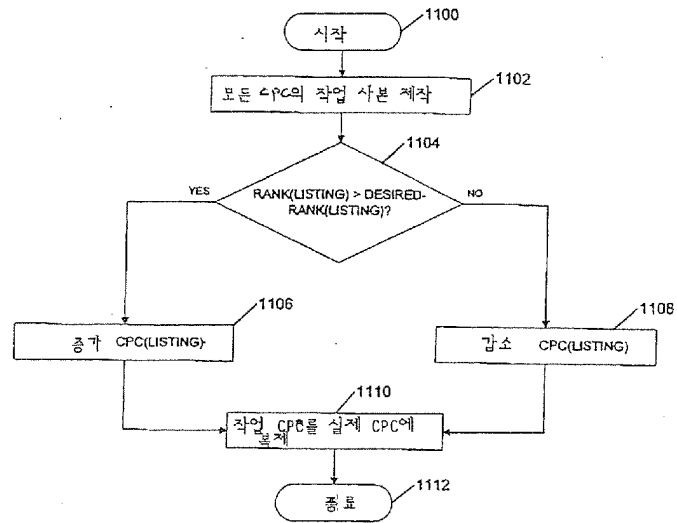 시작
1100
모든 CPC의 작업 사본 제작
1102
1104
YES
RANK(LISTING) > DESIRED-
RANK(LISTING)?
NO
1106
증가 CPC(LISTING)
1108
감소 CPC(LISTING)
1110
작업 CPC를 실제 CPC에
복제
종료
1112